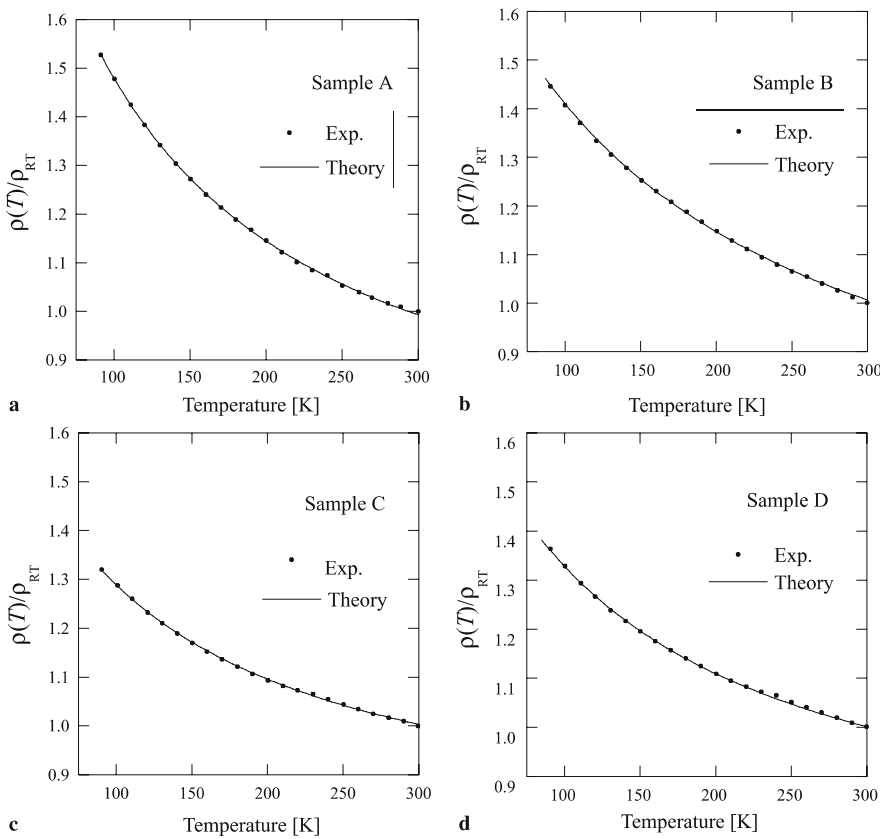 1.6
1.5
1.4
1.3
1.2
1.1
1.0
0.9
ρ(T)/ρRT
Sample A
Exp.
Theory
100 150 200 250 300
Temperature [K]
a
1.6
1.5
1.4
1.3
1.2
1.1
1.0
0.9
ρ(T)/ρRT
Sample B
Exp.
Theory
100 150 200 250 300
Temperature [K]
b
1.6
1.5
1.4
1.3
1.2
1.1
1.0
0.9
ρ(T)/ρRT
Sample C
Exp.
Theory
100 150 200 250 300
Temperature [K]
c
1.6
1.5
1.4
1.3
1.2
1.1
1.0
0.9
ρ(T)/ρRT
Sample D
Exp.
Theory
100 150 200 250 300
Temperature [K]
d